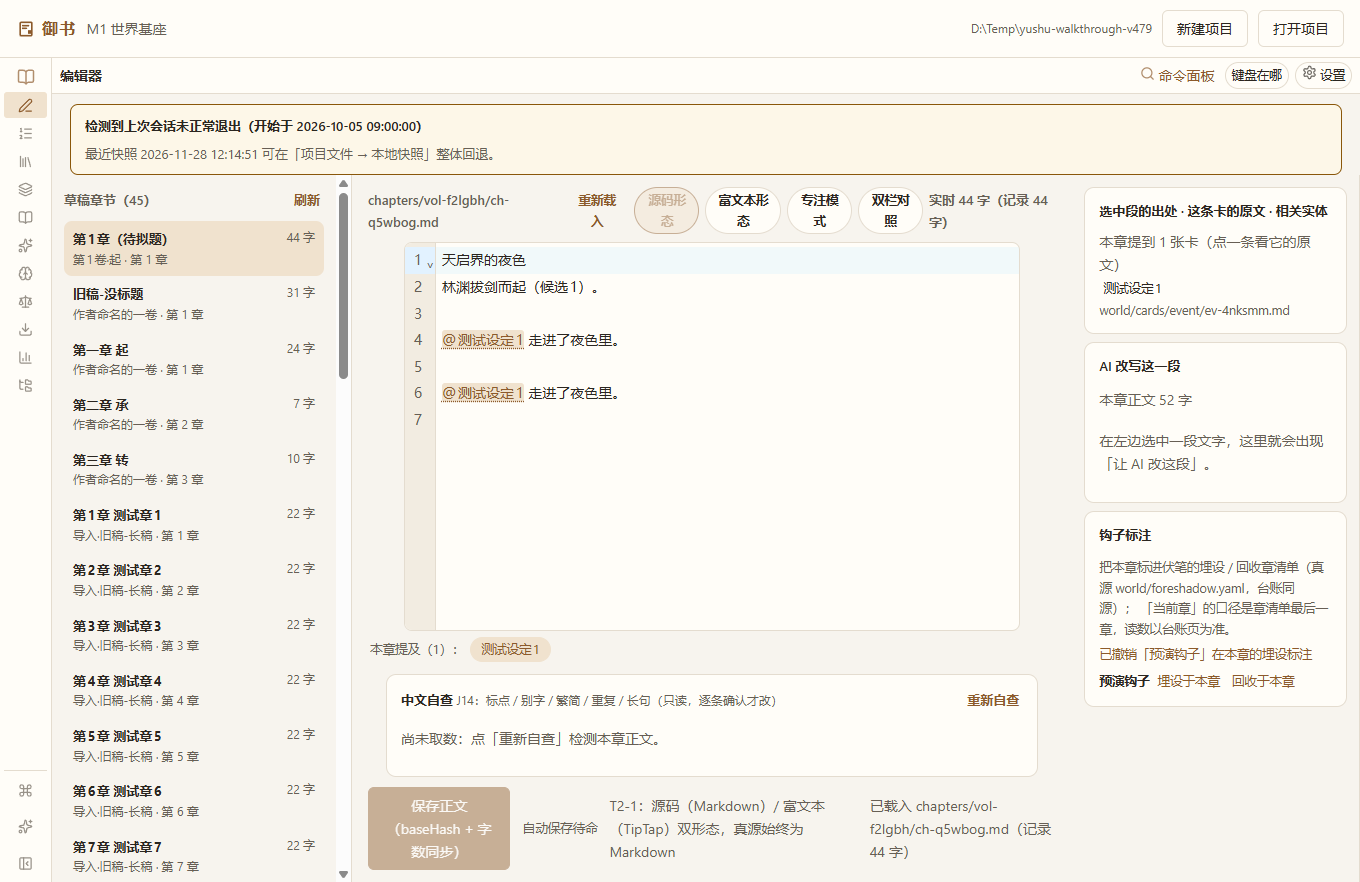 御书 M1 世界基座
D:\Temp\yushu-walkthrough-v479 新建项目 打开项目
编辑器
命令面板 键盘在哪 设置
检测到上次会话未正常退出（开始于 2026-10-05 09:00:00）
最近快照 2026-11-28 12:14:51 可在「项目文件 → 本地快照」整体回退。
草稿章节（45） 刷新
第1章（待拟题） 44 字
第1卷·起 · 第 1 章
旧稿-没标题 31 字
作者命名的一卷 · 第 1 章
第一章 起 24 字
作者命名的一卷 · 第 1 章
第二章 承 7 字
作者命名的一卷 · 第 2 章
第三章 转 10 字
作者命名的一卷 · 第 3 章
第1章 测试章1 22 字
导入·旧稿-长稿 · 第 1 章
第2章 测试章2 22 字
导入·旧稿-长稿 · 第 2 章
第3章 测试章3 22 字
导入·旧稿-长稿 · 第 3 章
第4章 测试章4 22 字
导入·旧稿-长稿 · 第 4 章
第5章 测试章5 22 字
导入·旧稿-长稿 · 第 5 章
第6章 测试章6 22 字
导入·旧稿-长稿 · 第 6 章
第7章 测试章7 22 字
导入·旧稿-长稿 · 第 7 章
chapters/vol-f2lgbh/ch-
q5wbog.md
重新载
入
源码形
态
富文本形
态
专注模
式
双栏对
照
实时 44 字（记录 44
字）
1 天启界的夜色
2 林渊拔剑而起（候选1）。
3
4 @测试设定1 走进了夜色里。
5
6 @测试设定1 走进了夜色里。
7
本章提及（1）： 测试设定1
中文自查 J14：标点 / 别字 / 繁简 / 重复 / 长句（只读，逐条确认才改） 重新自查
尚未取数：点「重新自查」检测本章正文。
保存正文
（baseHash + 字
数同步）
自动保存待命
T2-1：源码（Markdown）/ 富文本
（TipTap）双形态，真源始终为
Markdown
已载入 chapters/vol-
f2lgbh/ch-q5wbog.md（记录
44 字）
选中段的出处 · 这条卡的原文 · 相关实体
本章提到 1 张卡（点一条看它的原
文）
测试设定1
world/cards/event/ev-4nksmm.md
AI 改写这一段
本章正文 52 字
在左边选中一段文字，这里就会出现
「让 AI 改这段」。
钩子标注
把本章标进伏笔的埋设 / 回收章清单（真
源 world/foreshadow.yaml，台账同
源）；「当前章」的口径是章清单最后一
章，读数以台账页为准。
已撤销「预演钩子」在本章的埋设标注
预演钩子 埋设于本章 回收于本章